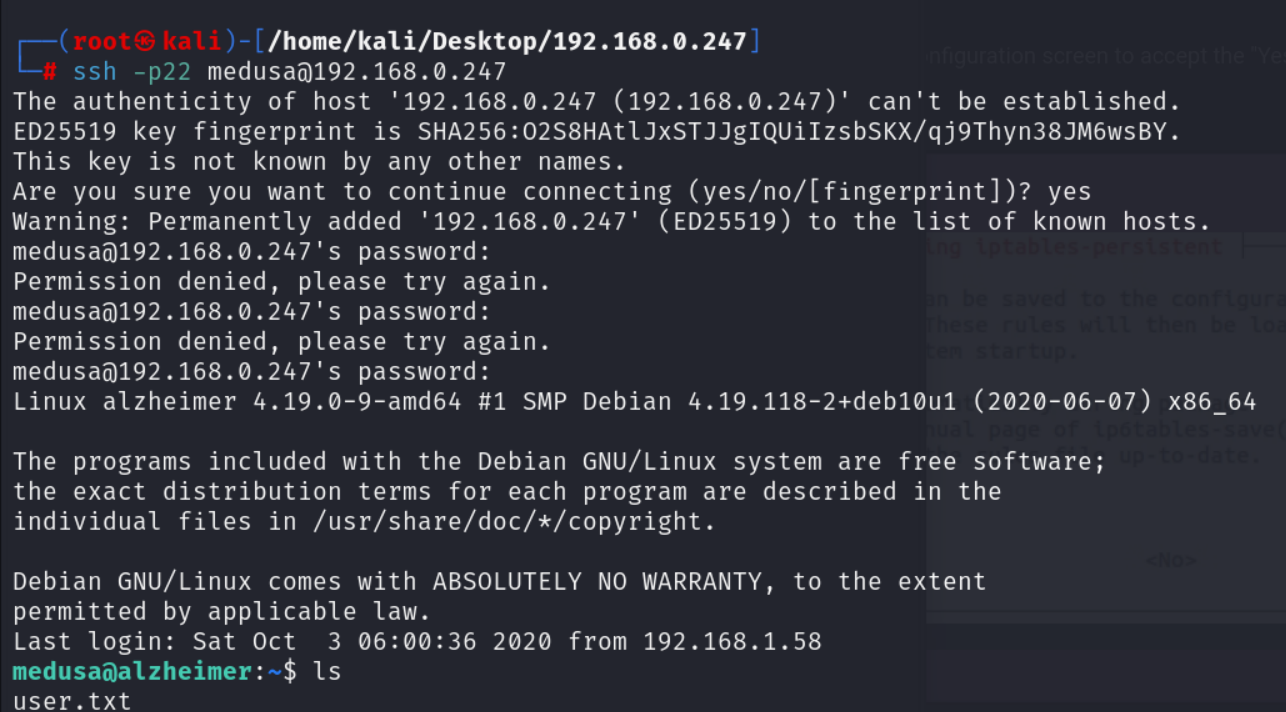 ┌──(root㉿kali)-[/home/kali/Desktop/192.168.0.247]
└─# ssh -p22 medusa@192.168.0.247
The authenticity of host '192.168.0.247 (192.168.0.247)' can't be established.
ED25519 key fingerprint is SHA256:O2S8HAtlJxSTJJgIQUiIzsbSKX/qj9Thyn38JM6wsBY.
This key is not known by any other names.
Are you sure you want to continue connecting (yes/no/[fingerprint])? yes
Warning: Permanently added '192.168.0.247' (ED25519) to the list of known hosts.
medusa@192.168.0.247's password:
Permission denied, please try again.
medusa@192.168.0.247's password:
Permission denied, please try again.
medusa@192.168.0.247's password:
Linux alzheimer 4.19.0-9-amd64 #1 SMP Debian 4.19.118-2+deb10u1 (2020-06-07) x86_64
The programs included with the Debian GNU/Linux system are free software;
the exact distribution terms for each program are described in the
individual files in /usr/share/doc/*/copyright.
Debian GNU/Linux comes with ABSOLUTELY NO WARRANTY, to the extent
permitted by applicable law.
Last login: Sat Oct  3 06:00:36 2020 from 192.168.1.58
medusa@alzheimer:~$ ls
user.txt
nfiguration screen to accept the "Ye
ing iptables-persistent
an be saved to the configura
These rules will then be loa
tem startup.
nual page of ip6tables-save(
up-to-date.
<No>